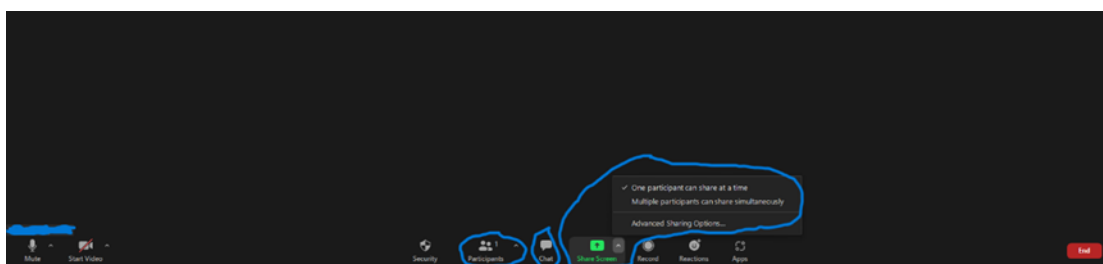 ✓ One participant can share at a time
Multiple participants can share simultaneously
Advanced Sharing Options...
1
Mute Start Video Security Participants Chat Share Screen Record Reactions Apps End